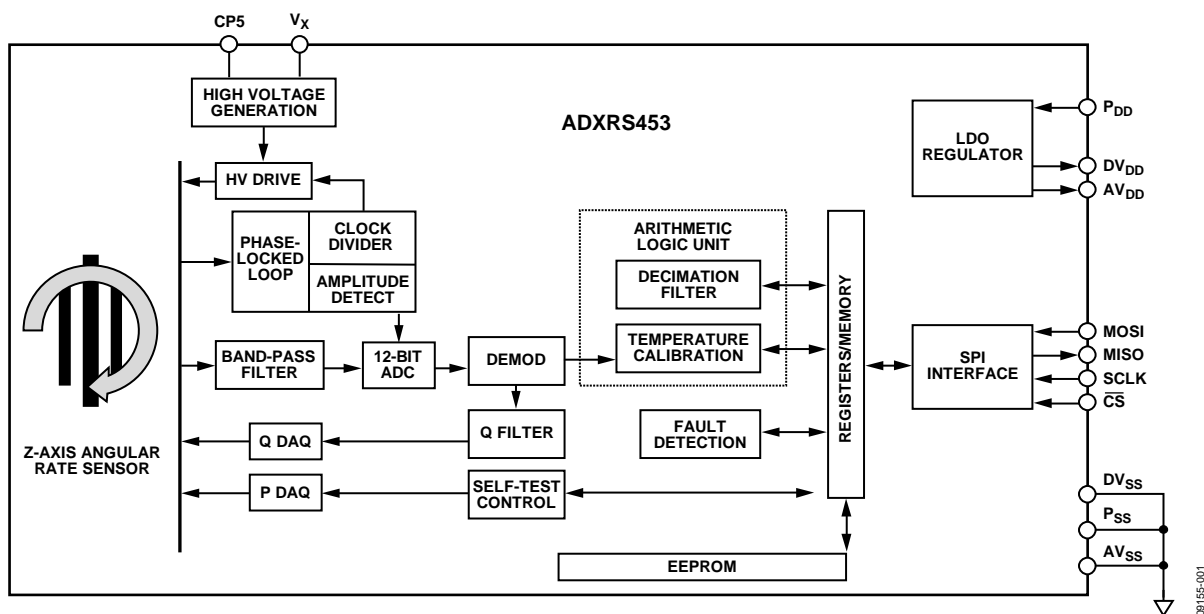 CP5
VX
HIGH VOLTAGE
GENERATION
ADXRS453
LDO
REGULATOR
PDD
DVDD
AVDD
HV DRIVE
PHASE-
LOCKED
LOOP
CLOCK
DIVIDER
AMPLITUDE
DETECT
ARITHMETIC
LOGIC UNIT
DECIMATION
FILTER
TEMPERATURE
CALIBRATION
REGISTERS/MEMORY
SPI
INTERFACE
MOSI
MISO
SCLK
CS
BAND-PASS
FILTER
12-BIT
ADC
DEMOD
Z-AXIS ANGULAR
RATE SENSOR
Q DAQ
Q FILTER
FAULT
DETECTION
P DAQ
SELF-TEST
CONTROL
EEPROM
DVSS
PSS
AVSS
09155-001